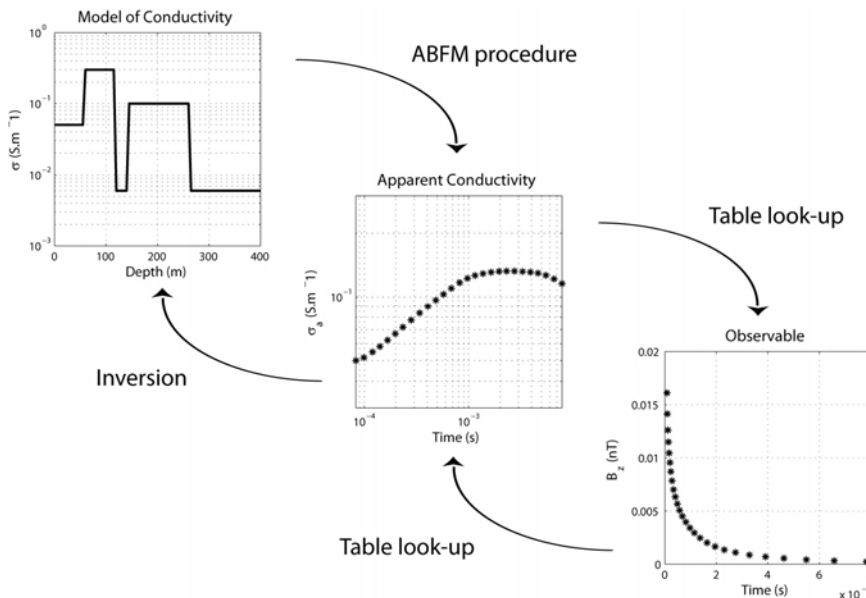 Model of Conductivity
10⁰
10⁻¹
10⁻²
10⁻³
σ (S.m⁻1)
0 100 200 300 400
Depth (m)
ABFM procedure
Apparent Conductivity
10⁻¹
σₐ (S.m⁻1)
10⁻⁴ 10⁻³
Time (s)
Table look-up
Inversion
Observable
0.02
0.015
0.01
0.005
0
B_z (nT)
0 2 4 6
Time (s)
x 10⁻
Table look-up